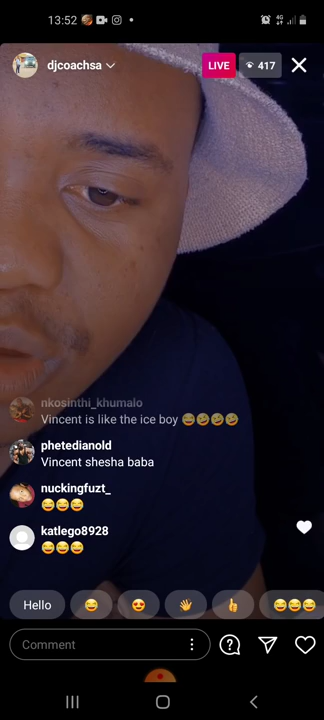 13:52
djcoachsa
LIVE
417
nkosinthi_khumalo
Vincent is like the ice boy 😂🤣🤣🤣
phetedianold
Vincent shesha baba
nuckingfuzt_
😂😂😂
katlego8928
😂😂😂
Hello 😂 😍 👋 👍 😂😂😂
Comment